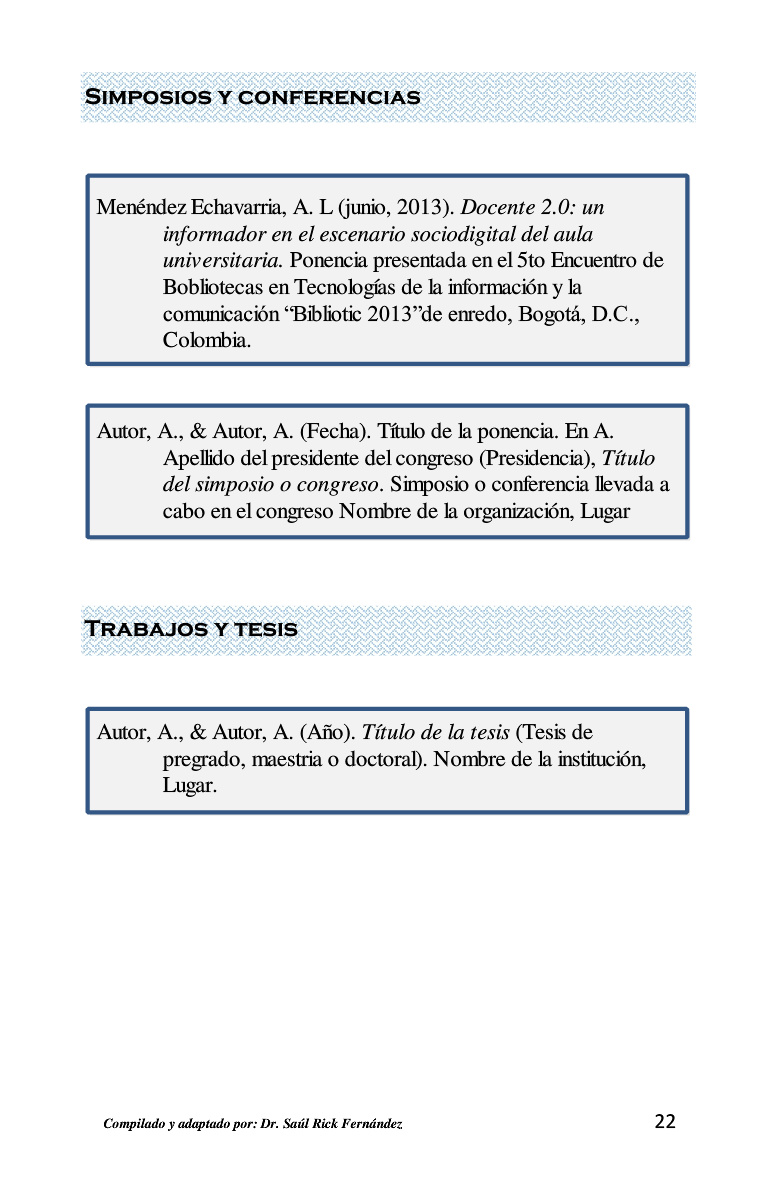 SIMPOSIOS Y CONFERENCIAS
Menéndez Echavarria, A. L (junio, 2013). Docente 2.0: un
informador en el escenario sociodigital del aula
universitaria. Ponencia presentada en el 5to Encuentro de
Bobliotecas en Tecnologías de la información y la
comunicación “Bibliotic 2013”de enredo, Bogotá, D.C.,
Colombia.
Autor, A., & Autor, A. (Fecha). Título de la ponencia. En A.
Apellido del presidente del congreso (Presidencia), Título
del simposio o congreso. Simposio o conferencia llevada a
cabo en el congreso Nombre de la organización, Lugar
TRABAJOS Y TESIS
Autor, A., & Autor, A. (Año). Título de la tesis (Tesis de
pregrado, maestria o doctoral). Nombre de la institución,
Lugar.
Compilado y adaptado por: Dr. Saúl Rick Fernández 22